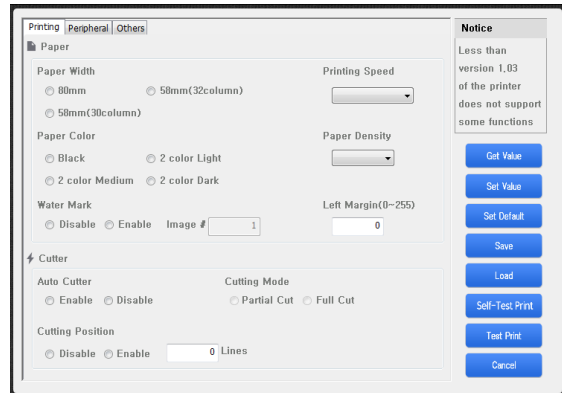 Printing Peripheral Others
Paper
Paper Width
Printing Speed
80mm
58mm(32column)
58mm(30column)
Paper Color
Paper Density
Black
2 color Light
2 color Medium
2 color Dark
Water Mark
Left Margin(0~255)
Disable Enable Image # 1
0
Cutter
Auto Cutter
Cutting Mode
Enable Disable
Partial Cut Full Cut
Cutting Position
Disable Enable 0 Lines
Notice
Less than
version 1,03
of the printer
does not support
some functions
Get Value
Set Value
Set Default
Save
Load
Self-Test Print
Test Print
Cancel